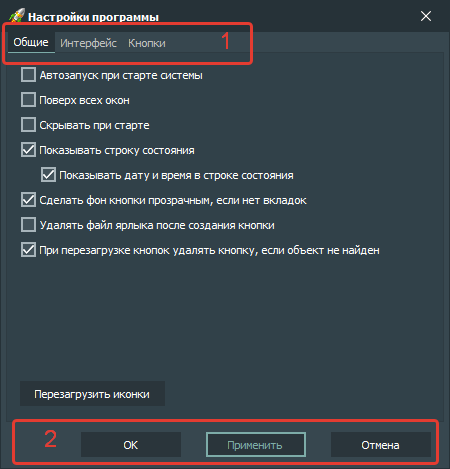 Настройки программы
Общие Интерфейс Кнопки 1
Автозапуск при старте системы
Поверх всех окон
Скрывать при старте
Показывать строку состояния
Показывать дату и время в строке состояния
Сделать фон кнопки прозрачным, если нет вкладок
Удалять файл ярлыка после создания кнопки
При перезагрузке кнопок удалять кнопку, если объект не найден
Перезагрузить иконки
2 OK Применить Отмена